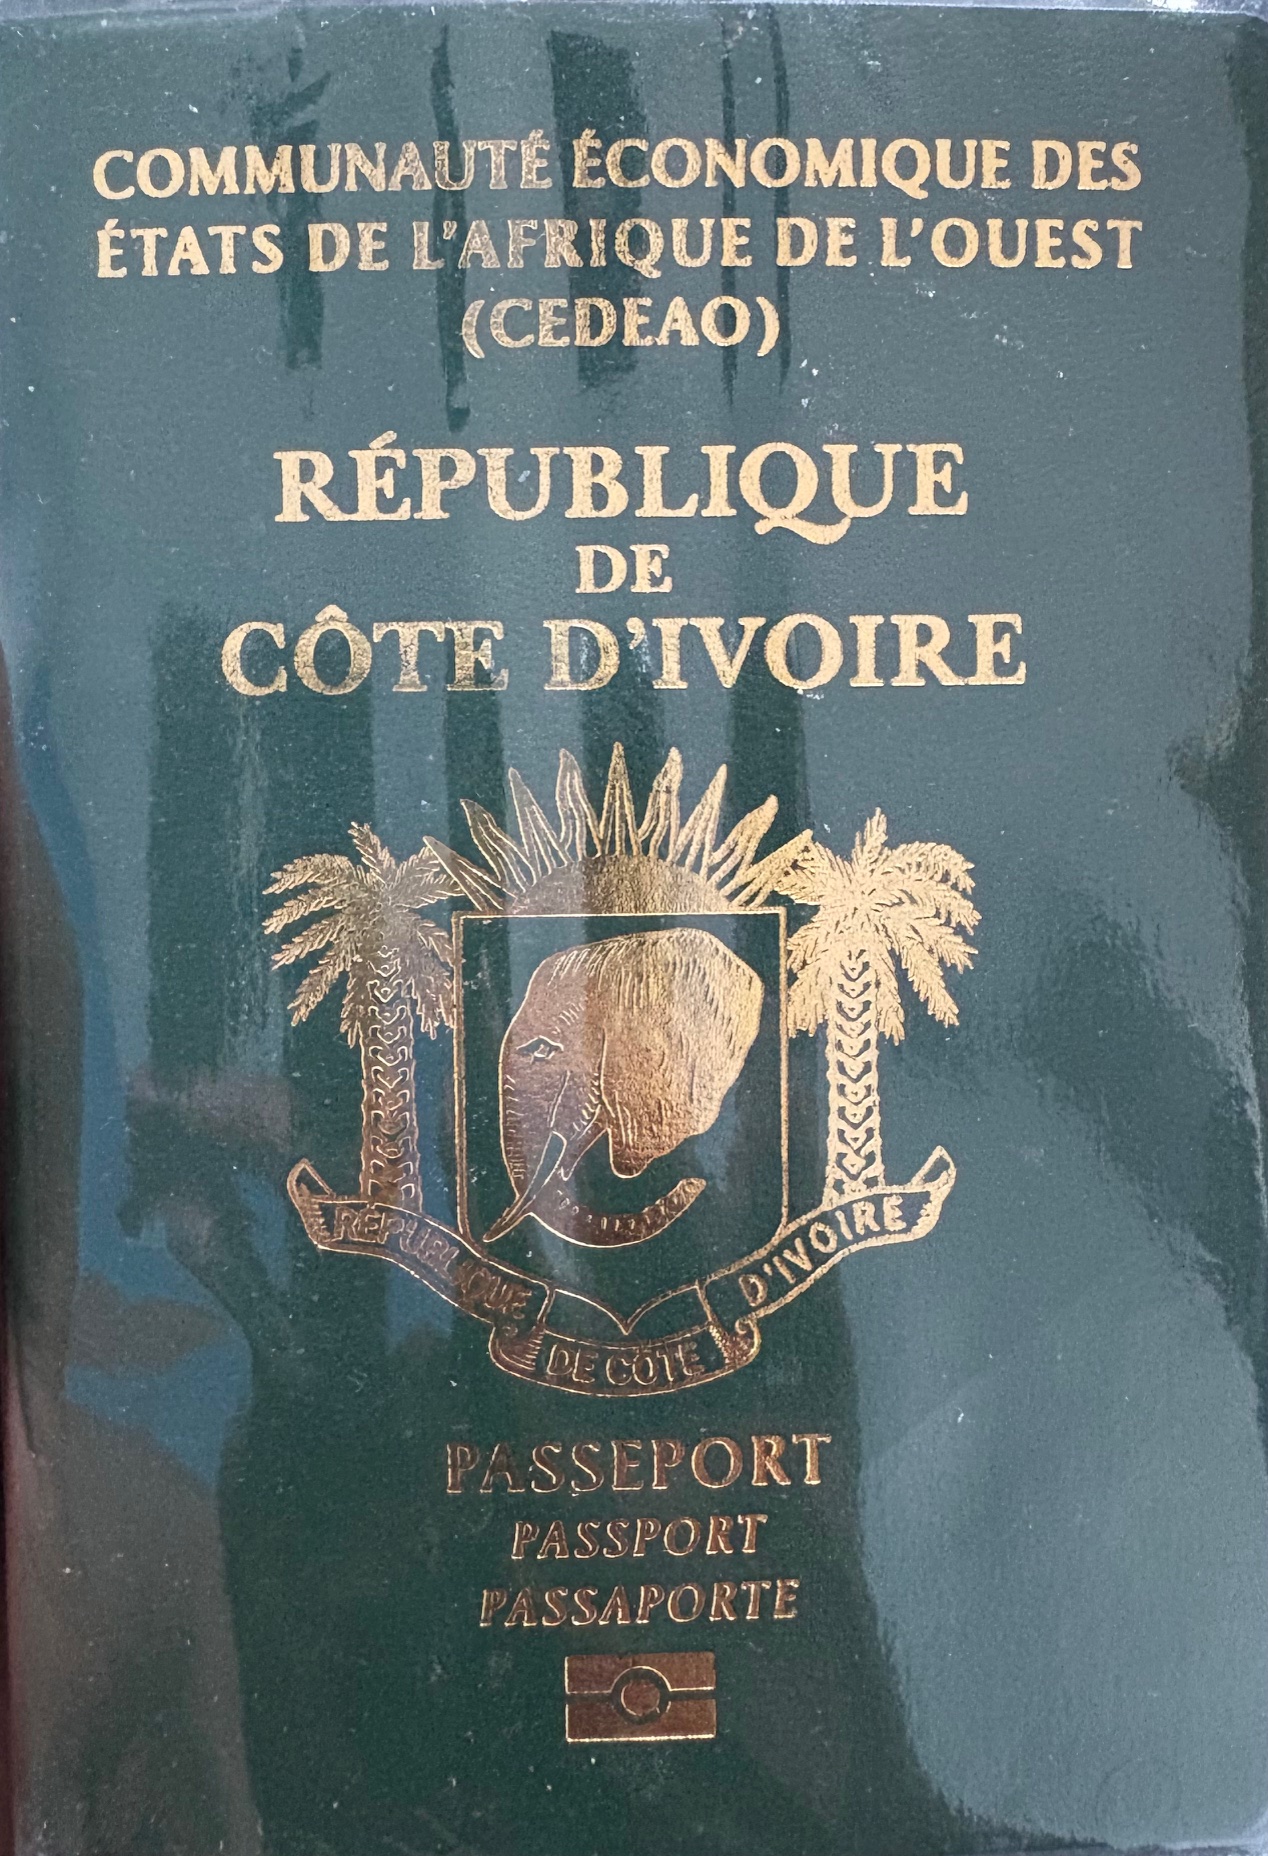 COMMUNAUTÉ ÉCONOMIQUE DES
ÉTATS DE L'AFRIQUE DE L'OUEST
(CEDEAO)
RÉPUBLIQUE
DE
CÔTE D'IVOIRE
RÉPUBLIQUE DE CÔTE D'IVOIRE
PASSEPORT
PASSPORT
PASSAPORTE